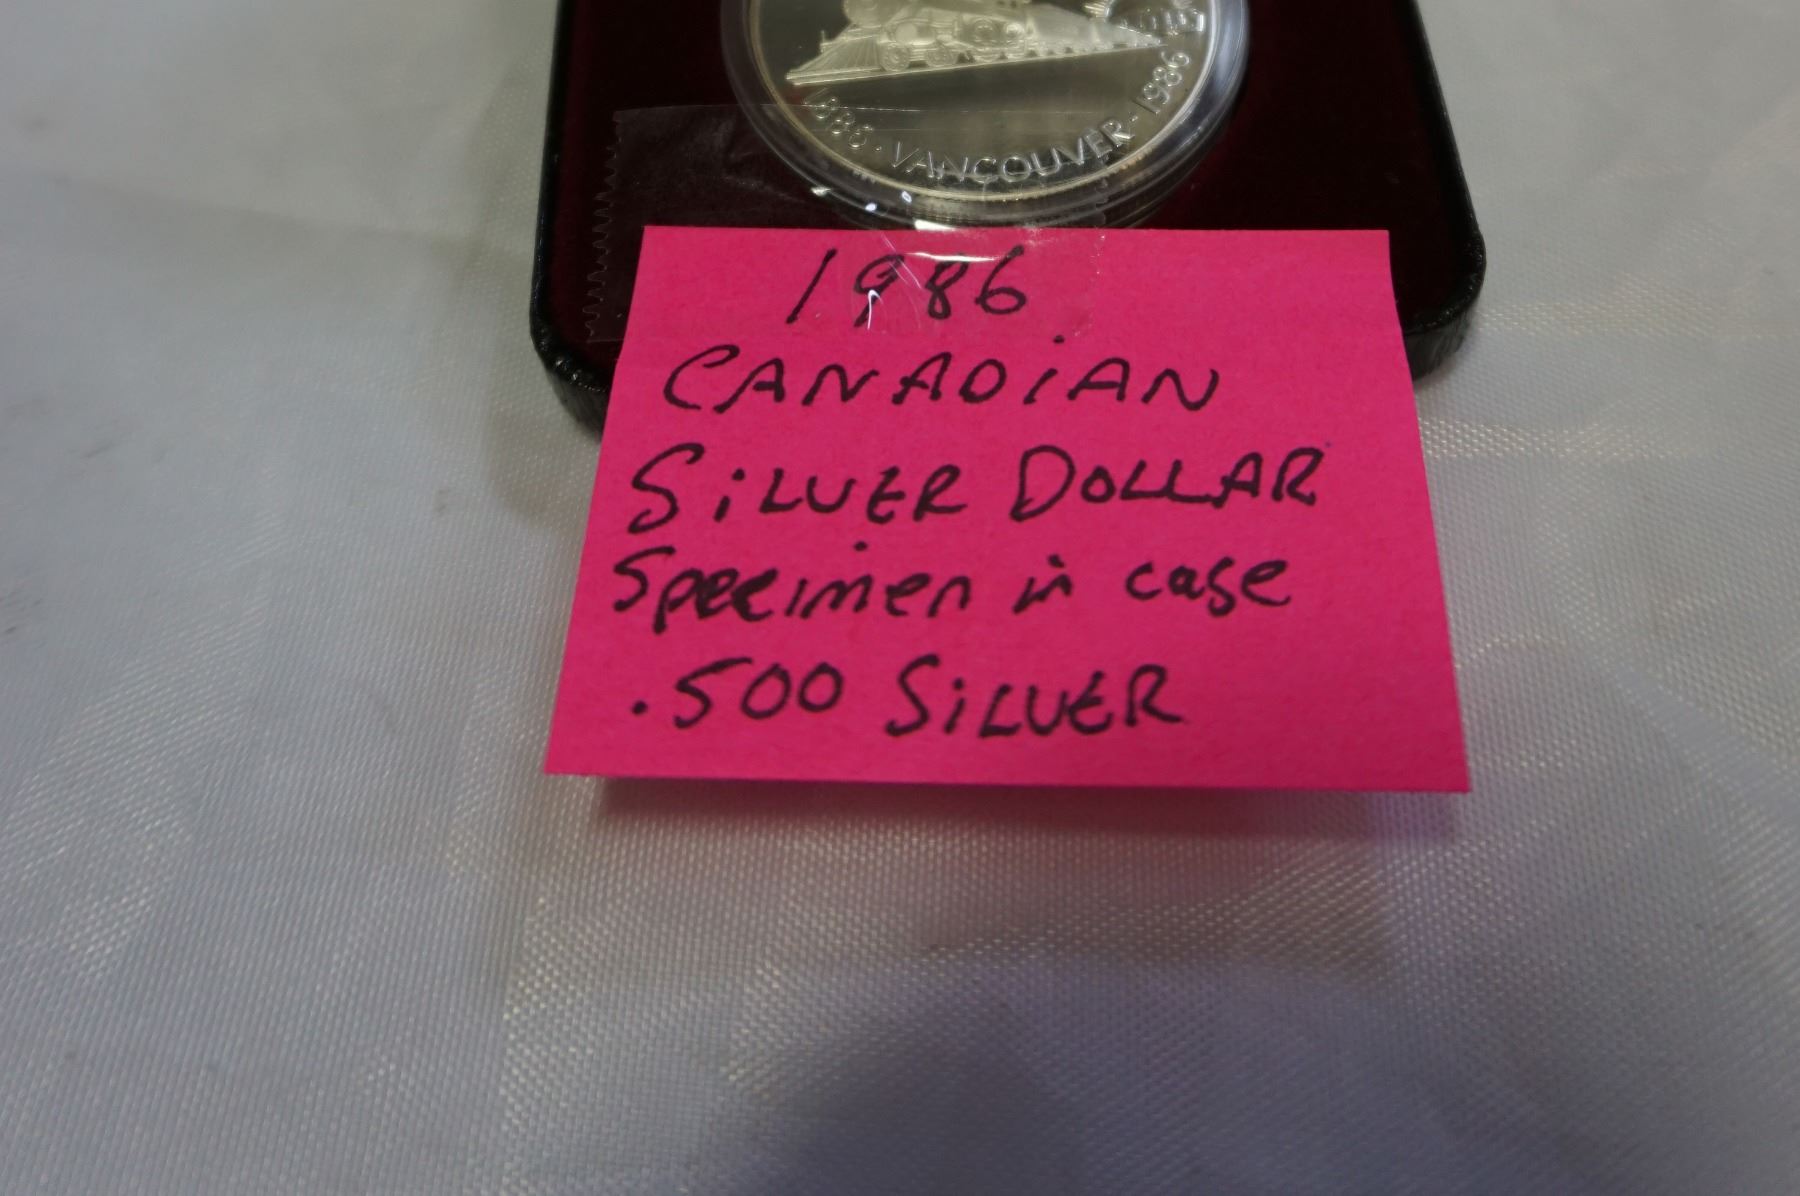 1886 · VANCOUVER · 1986
1986
CANADIAN
SILVER DOLLAR
Specimen in case
.500 SILVER